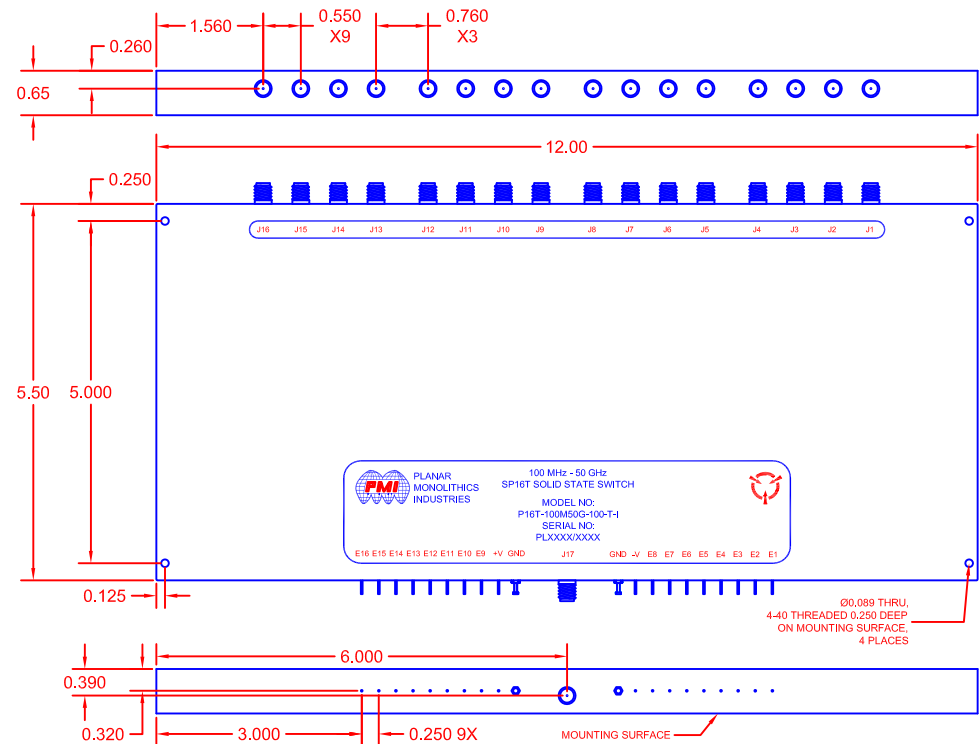 1.560
0.550
X9
0.760
X3
0.260
0.65
12.00
0.250
J16 J15 J14 J13 J12 J11 J10 J9 J8 J7 J6 J5 J4 J3 J2 J1
5.50
5.000
PMI
PLANAR
MONOLITHICS
INDUSTRIES
100 MHz - 50 GHz
SP16T SOLID STATE SWITCH
MODEL NO:
P16T-100M50G-100-T-I
SERIAL NO:
PLXXXX/XXXX
E16 E15 E14 E13 E12 E11 E10 E9 +V GND J17 GND -V E8 E7 E6 E5 E4 E3 E2 E1
0.125
Ø0,089 THRU,
4-40 THREADED 0.250 DEEP
ON MOUNTING SURFACE,
4 PLACES
6.000
0.390
0.320
3.000
0.250 9X
MOUNTING SURFACE